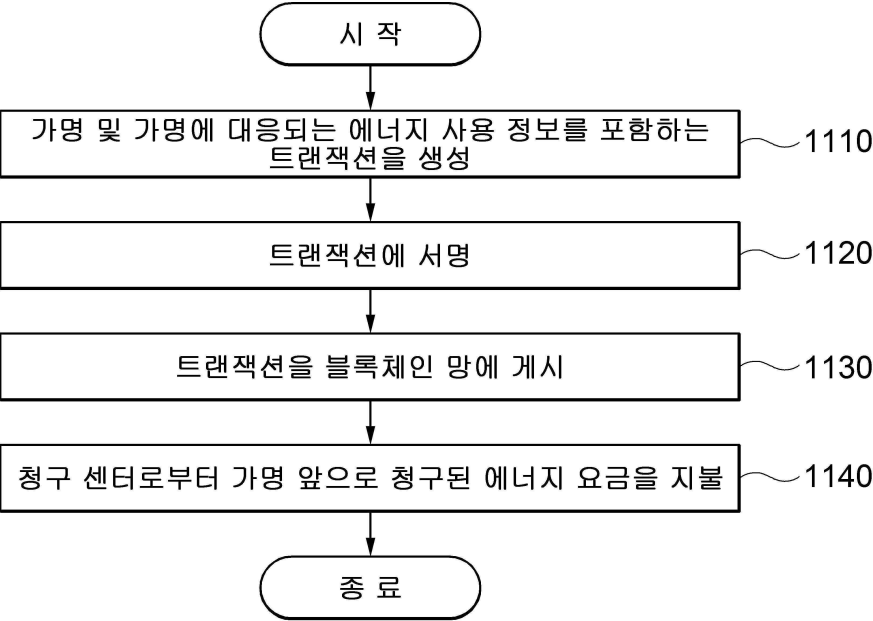 시 작
가명 및 가명에 대응되는 에너지 사용 정보를 포함하는
트랜잭션을 생성
1110
트랜잭션에 서명
1120
트랜잭션을 블록체인 망에 게시
1130
청구 센터로부터 가명 앞으로 청구된 에너지 요금을 지불
1140
종 료